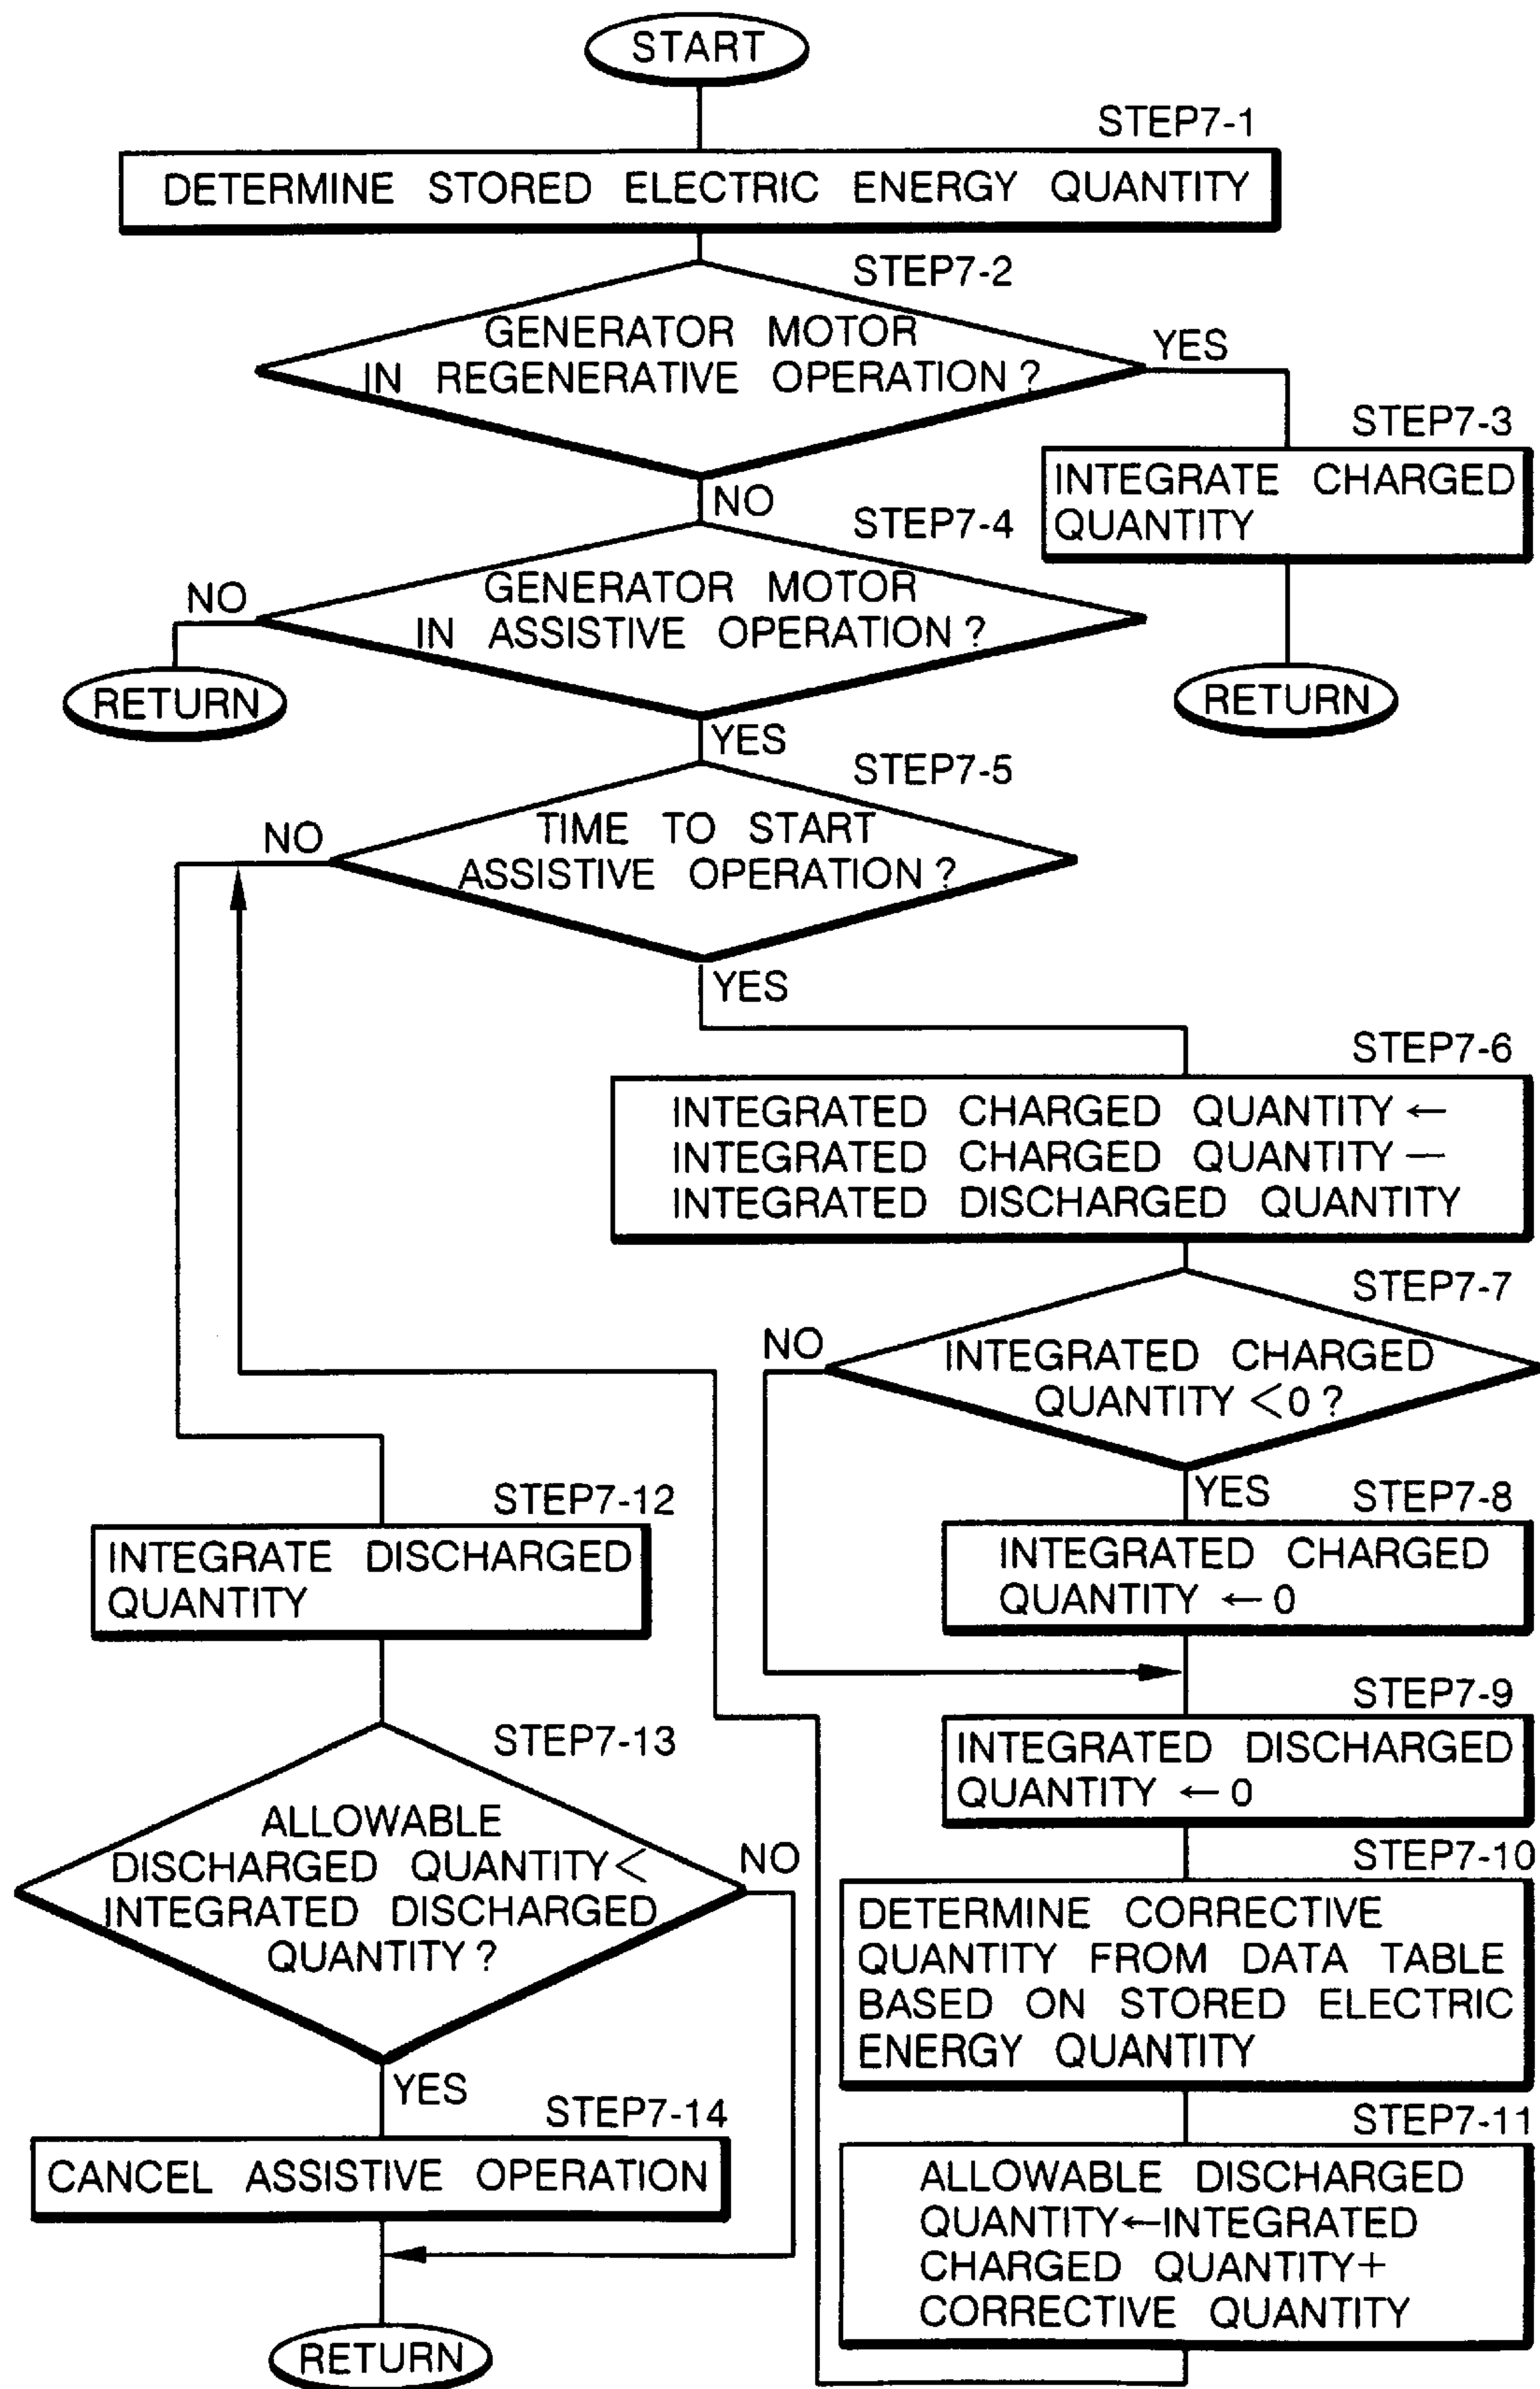 START
STEP7-1
DETERMINE STORED ELECTRIC ENERGY QUANTITY
STEP7-2
GENERATOR MOTOR
IN REGENERATIVE OPERATION ?
YES
STEP7-3
INTEGRATE CHARGED
QUANTITY
RETURN
NO
STEP7-4
GENERATOR MOTOR
IN ASSISTIVE OPERATION ?
NO
RETURN
YES
STEP7-5
TIME TO START
ASSISTIVE OPERATION ?
NO
YES
STEP7-6
INTEGRATED CHARGED QUANTITY ←
INTEGRATED CHARGED QUANTITY —
INTEGRATED DISCHARGED QUANTITY
STEP7-7
INTEGRATED CHARGED
QUANTITY <0 ?
NO
YES
STEP7-8
INTEGRATED CHARGED
QUANTITY ← 0
STEP7-9
INTEGRATED DISCHARGED
QUANTITY ← 0
STEP7-10
DETERMINE CORRECTIVE
QUANTITY FROM DATA TABLE
BASED ON STORED ELECTRIC
ENERGY QUANTITY
STEP7-11
ALLOWABLE DISCHARGED
QUANTITY←INTEGRATED
CHARGED QUANTITY+
CORRECTIVE QUANTITY
STEP7-12
INTEGRATE DISCHARGED
QUANTITY
STEP7-13
ALLOWABLE
DISCHARGED QUANTITY<
INTEGRATED DISCHARGED
QUANTITY ?
NO
YES
STEP7-14
CANCEL ASSISTIVE OPERATION
RETURN